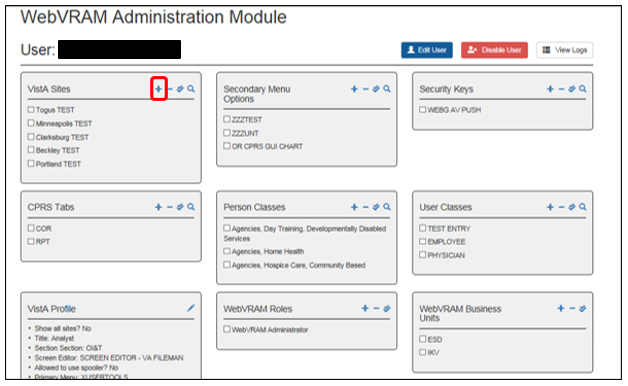 WebVRAM Administration Module
User:
Edit User
Disable User
View Logs
VistA Sites
Togus TEST
Minneapolis TEST
Clarksburg TEST
Beckley TEST
Portland TEST
Secondary Menu
Options
ZZZTEST
ZZZUNT
OR CPRS GUI CHART
Security Keys
WEBG AV PUSH
CPRS Tabs
COR
RPT
Person Classes
Agencies, Day Training, Developmentally Disabled
Services
Agencies, Home Health
Agencies, Hospice Care, Community Based
User Classes
TEST ENTRY
EMPLOYEE
PHYSICIAN
VistA Profile
• Show all sites? No
• Title: Analyst
• Section Section: OI&T
• Screen Editor: SCREEN EDITOR - VA FILEMAN
• Allowed to use spooler? No
• Primary Menu: XUSERTOOLS
WebVRAM Roles
WebVRAM Administrator
WebVRAM Business
Units
ESD
IKV